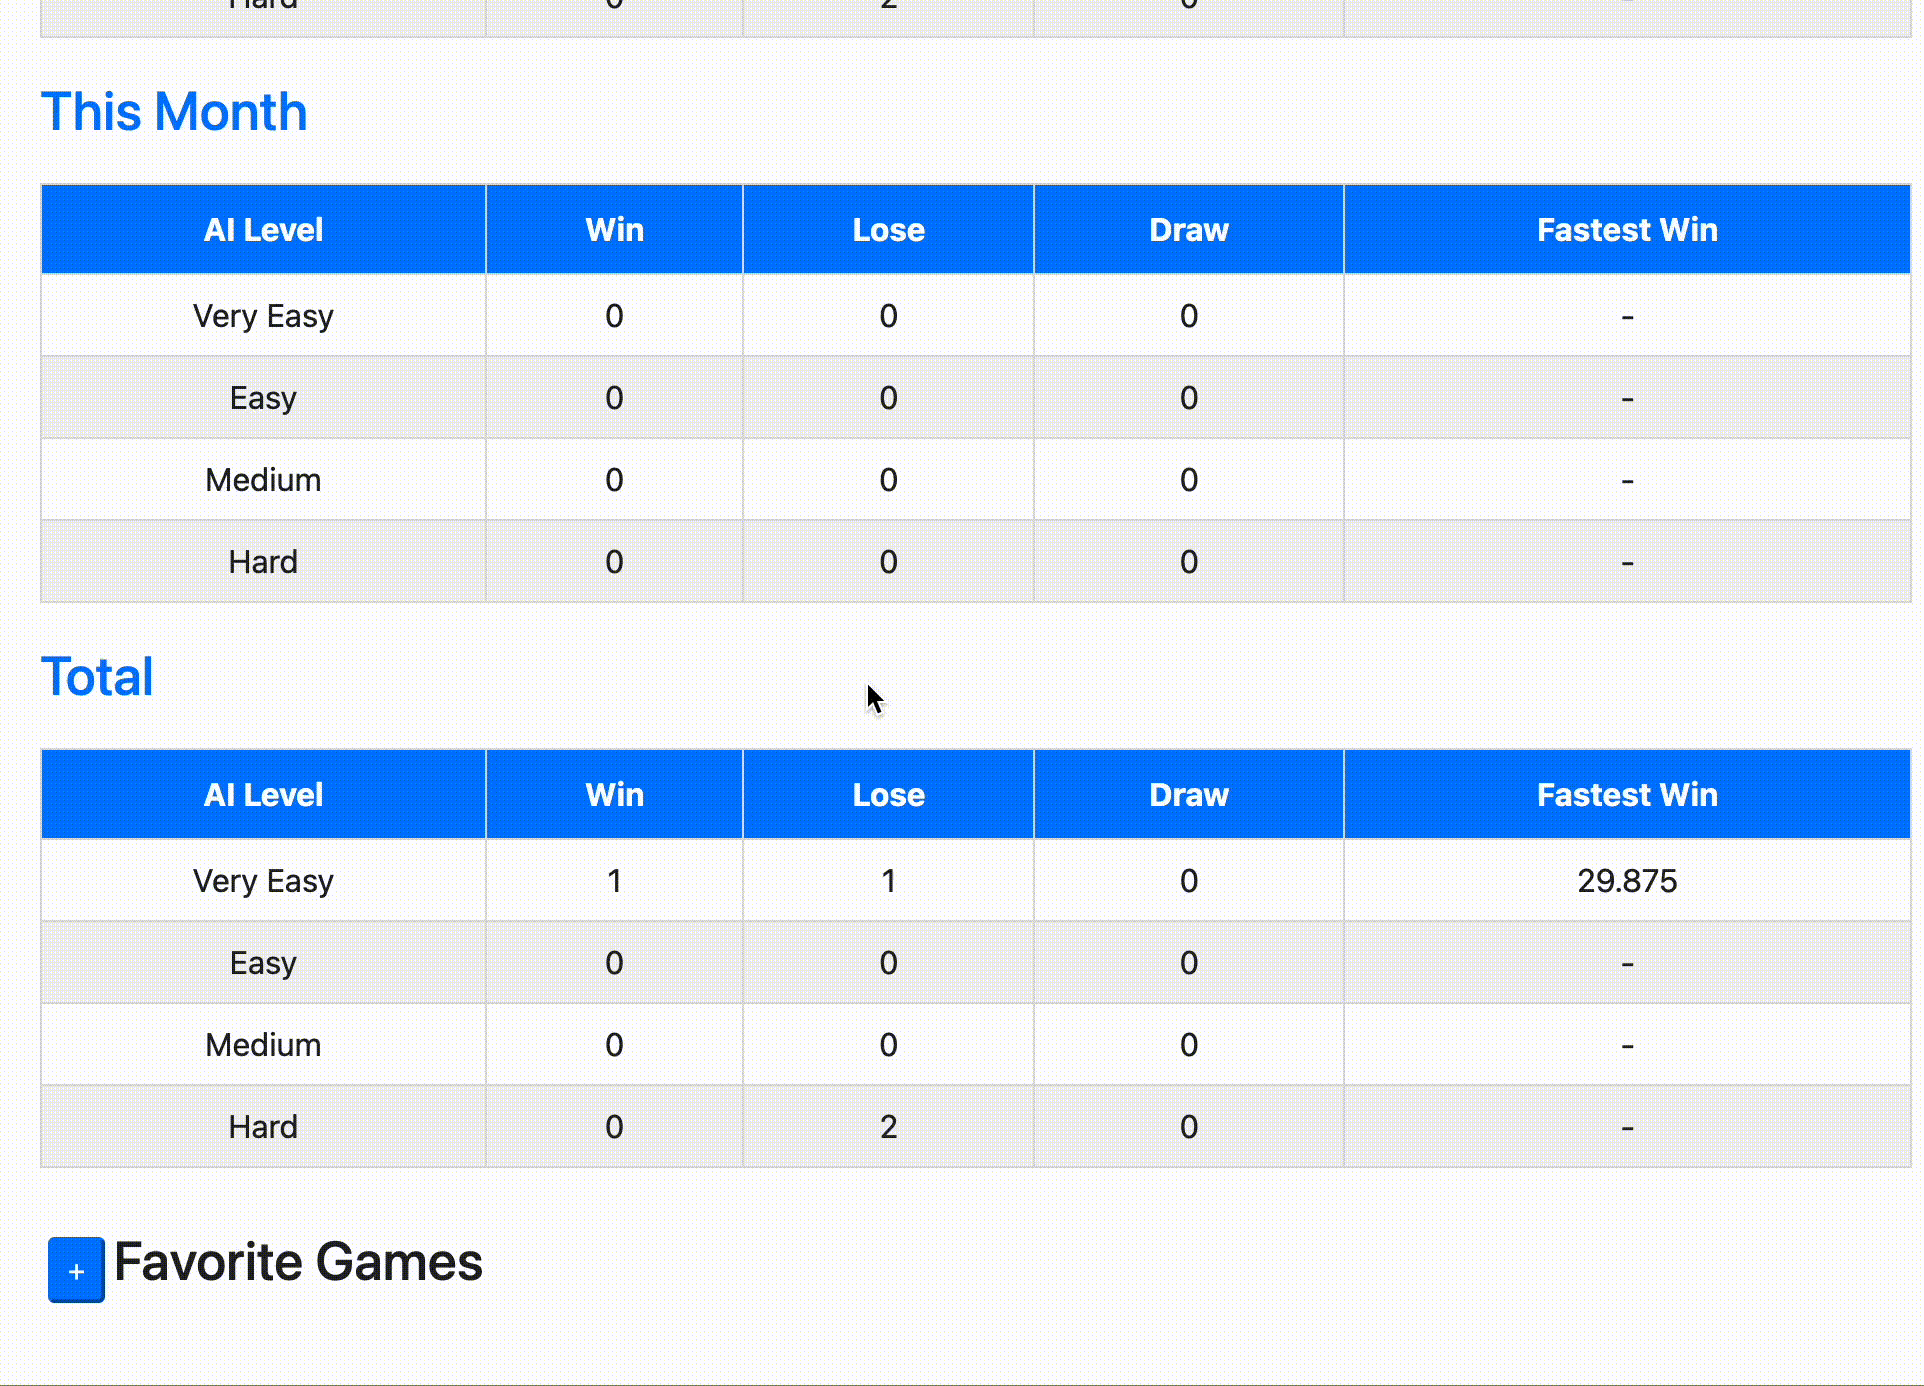 Hard 0 2 0 -
This Month
AI Level Win Lose Draw Fastest Win
Very Easy 0 0 0 -
Easy 0 0 0 -
Medium 0 0 0 -
Hard 0 0 0 -
Total
AI Level Win Lose Draw Fastest Win
Very Easy 1 1 0 29.875
Easy 0 0 0 -
Medium 0 0 0 -
Hard 0 2 0 -
+ Favorite Games